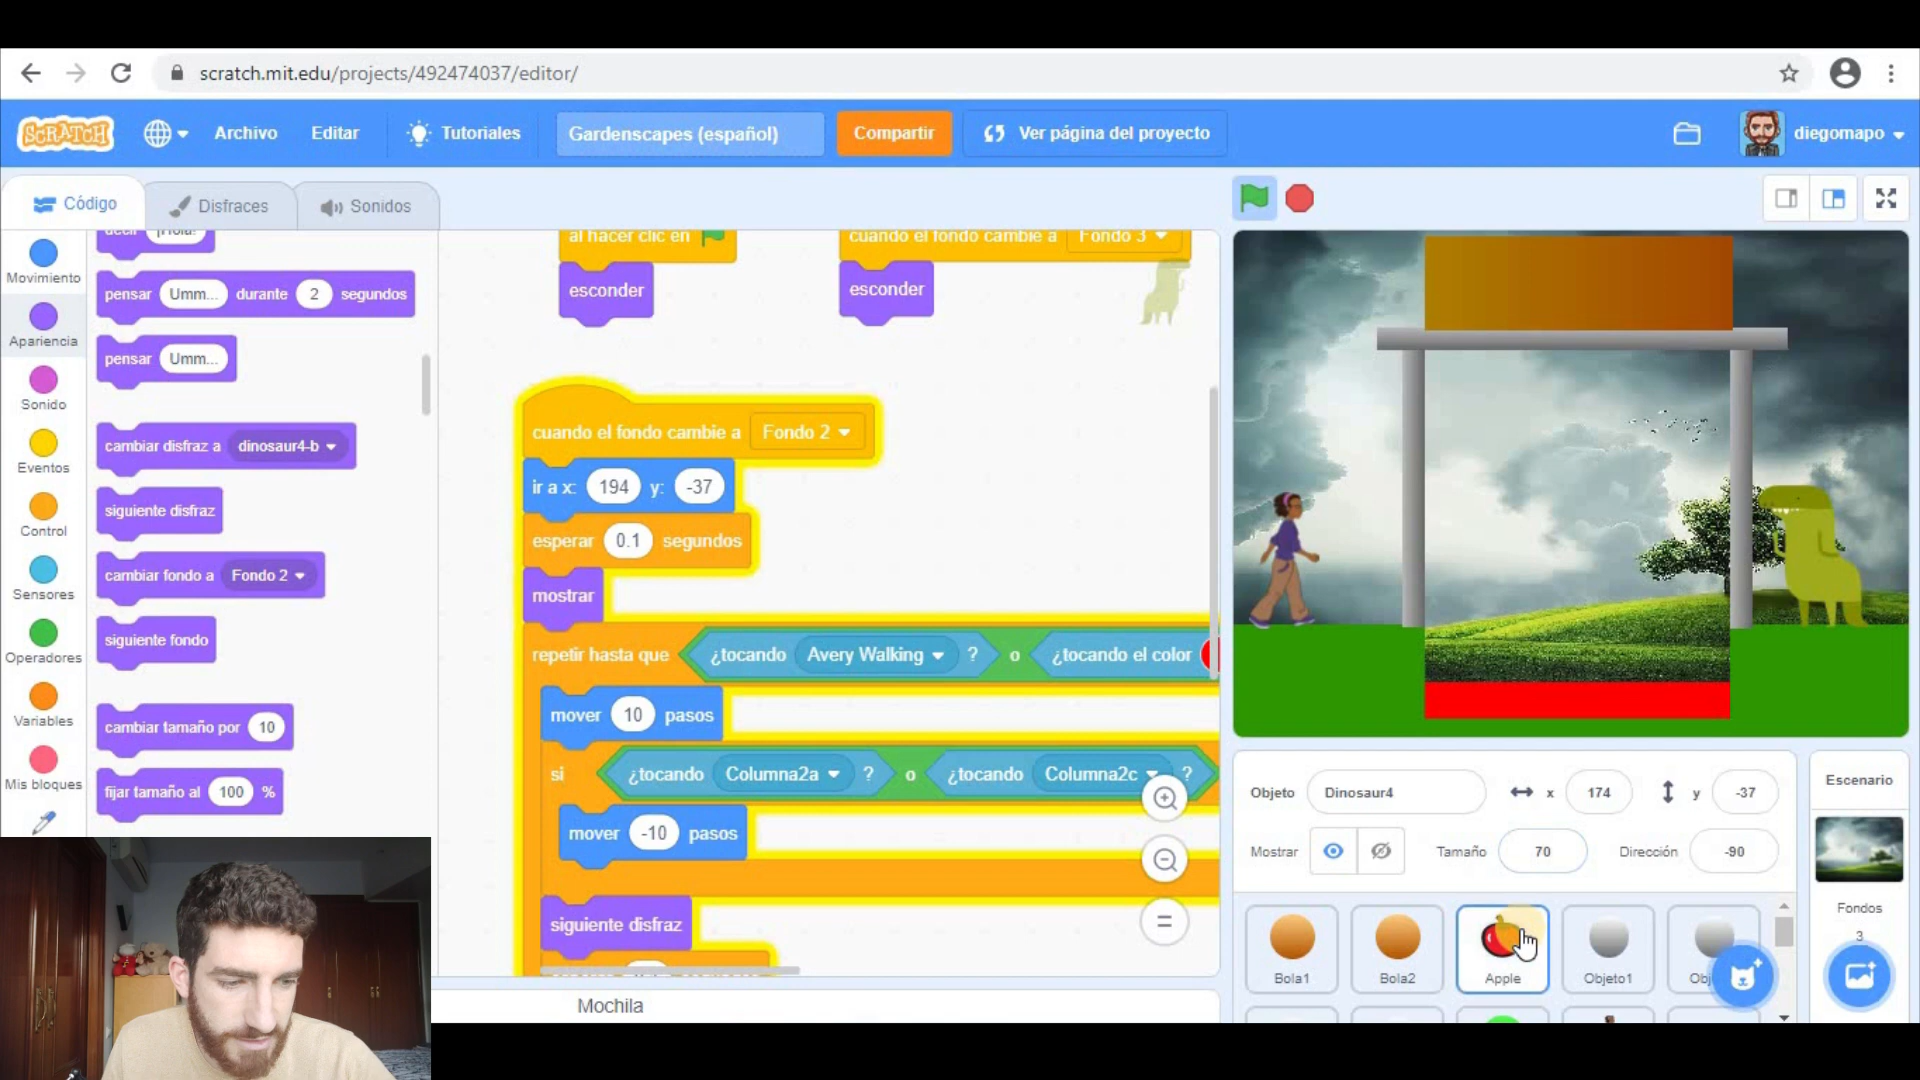 scratch.mit.edu/projects/492474037/editor/
SCRATCH
Archivo
Editar
Tutoriales
Gardenscapes (español)
Compartir
Ver página del proyecto
diegomapo
Código
Disfraces
Sonidos
Movimiento
Apariencia
Sonido
Eventos
Control
Sensores
Operadores
Variables
Mis bloques
decir ¡Hola!
pensar Umm... durante 2 segundos
pensar Umm...
cambiar disfraz a dinosaur4-b
siguiente disfraz
cambiar fondo a Fondo 2
siguiente fondo
cambiar tamaño por 10
fijar tamaño al 100 %
al hacer clic en
esconder
cuando el fondo cambie a Fondo 3
esconder
cuando el fondo cambie a Fondo 2
ir a x: 194 y: -37
esperar 0.1 segundos
mostrar
repetir hasta que ¿tocando Avery Walking ? o ¿tocando el color
mover 10 pasos
si ¿tocando Columna2a ? o ¿tocando Columna2c ?
mover -10 pasos
siguiente disfraz
Mochila
Objeto Dinosaur4 x 174 y -37
Mostrar Tamaño 70 Dirección -90
Bola1
Bola2
Apple
Objeto1
Escenario
Fondos
3